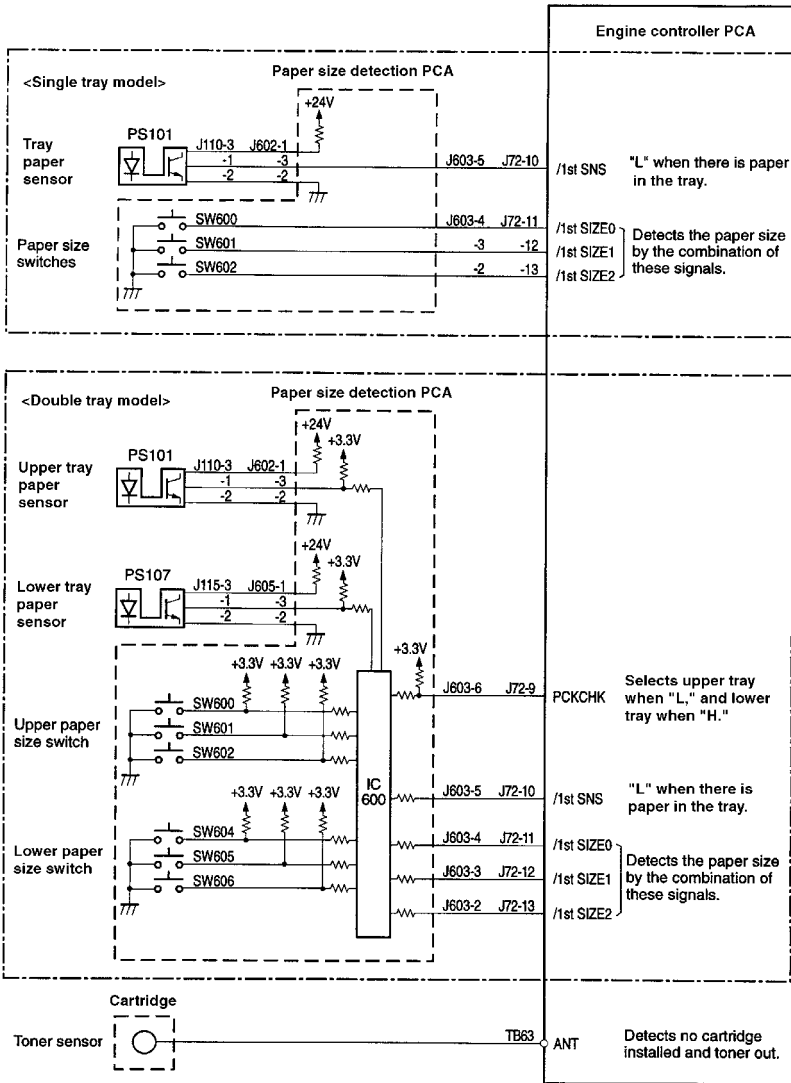 Engine controller PCA
<Single tray model>
Paper size detection PCA
+24V
PS101
Tray
paper
sensor
J110-3 J602-1
-1 -3
-2 -2
J603-5 J72-10
/1st SNS
"L" when there is paper
in the tray.
Paper size
switches
SW600
SW601
SW602
J603-4 J72-11
-3 -12
-2 -13
/1st SIZE0
/1st SIZE1
/1st SIZE2
Detects the paper size
by the combination of
these signals.
<Double tray model>
Paper size detection PCA
+24V
+3.3V
PS101
Upper tray
paper
sensor
J110-3 J602-1
-1 -3
-2 -2
+24V
+3.3V
PS107
Lower tray
paper
sensor
J115-3 J605-1
-1 -3
-2 -2
+3.3V +3.3V +3.3V
+3.3V
Upper paper
size switch
SW600
SW601
SW602
J603-6 J72-9
PCKCHK
Selects upper tray
when "L," and lower
tray when "H."
IC
600
+3.3V +3.3V +3.3V
Lower paper
size switch
SW604
SW605
SW606
J603-5 J72-10
/1st SNS
"L" when there is
paper in the tray.
J603-4 J72-11
/1st SIZE0
J603-3 J72-12
/1st SIZE1
J603-2 J72-13
/1st SIZE2
Detects the paper size
by the combination of
these signals.
Cartridge
Toner sensor
TB63
ANT
Detects no cartridge
installed and toner out.